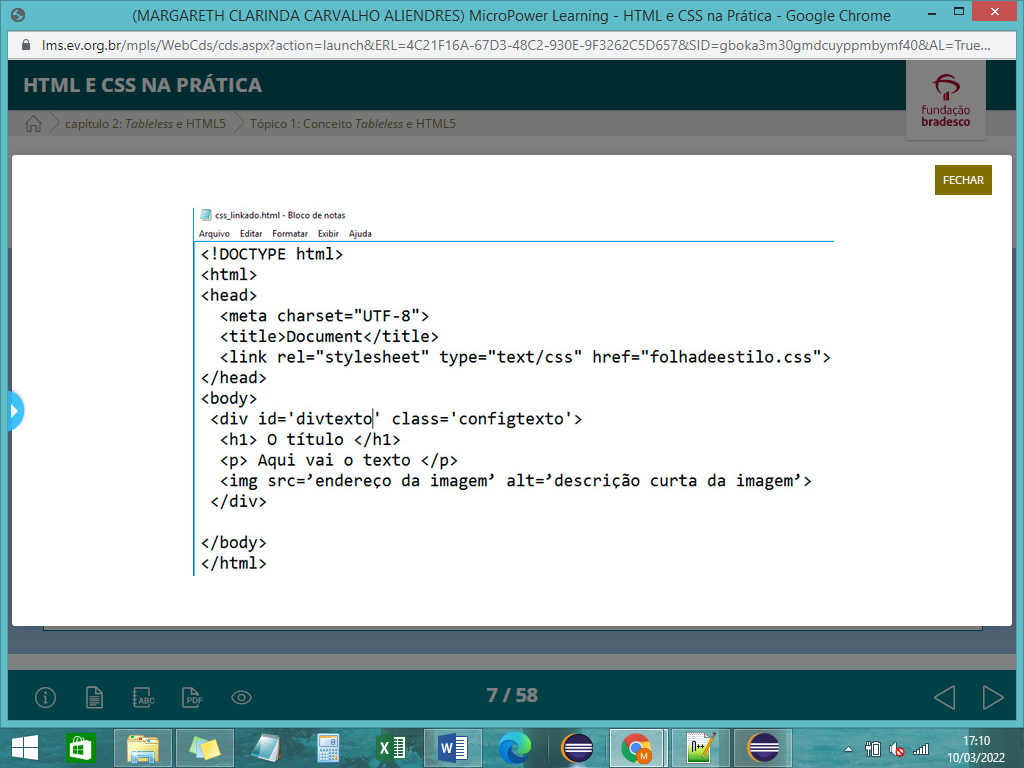 (MARGARETH CLARINDA CARVALHO ALIENDRES) MicroPower Learning - HTML e CSS na Prática - Google Chrome
lms.ev.org.br/mpls/WebCds/cds.aspx?action=launch&ERL=4C21F16A-67D3-48C2-930E-9F3262C5D657&SID=gboka3m30gmdcuyppmbymf40&AL=True...
HTML E CSS NA PRÁTICA
fundação
bradesco
capítulo 2: Tableless e HTML5 Tópico 1: Conceito Tableless e HTML5
FECHAR
css_linkado.html - Bloco de notas
Arquivo Editar Formatar Exibir Ajuda
<!DOCTYPE html>
<html>
<head>
<meta charset="UTF-8">
<title>Document</title>
<link rel="stylesheet" type="text/css" href="folhadeestilo.css">
</head>
<body>
<div id='divtexto' class='configtexto'>
<h1> O título </h1>
<p> Aqui vai o texto </p>
<img src=’endereço da imagem’ alt=’descrição curta da imagem’>
</div>
</body>
</html>
ABC
PDF
7 / 58
17:10
10/03/2022